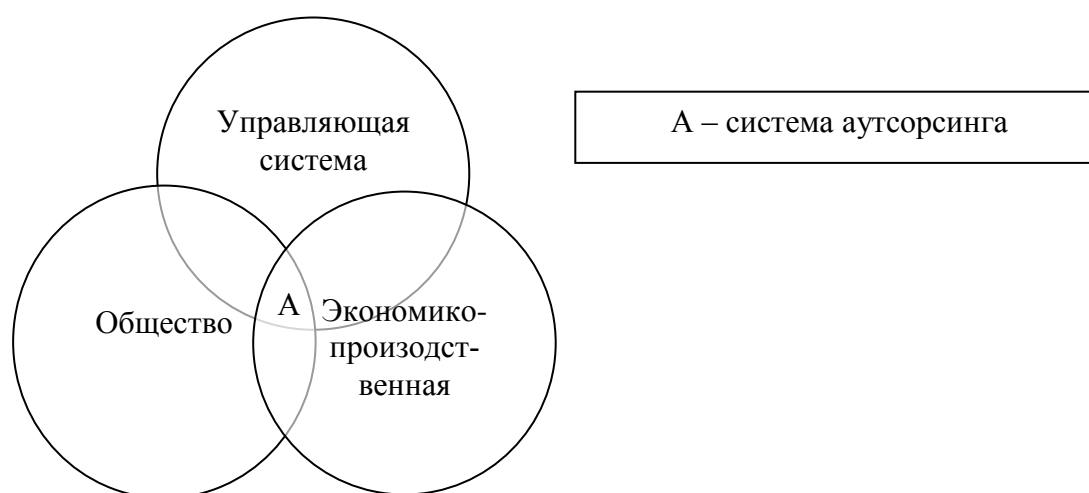 Управляющая
система
А – система аутсорсинга
Общество
А
Экономико-
произодст-
венная